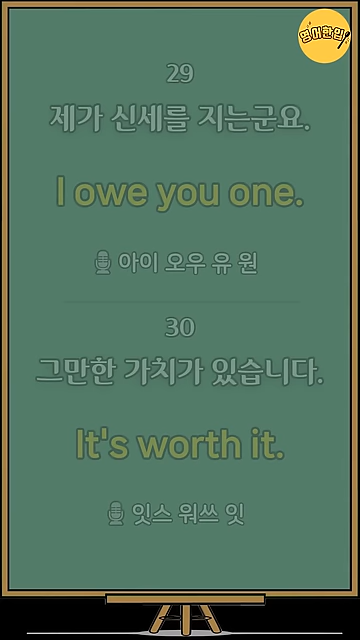 영어한입
29
제가 신세를 지는군요.
I owe you one.
아이 오우 유 원
30
그만한 가치가 있습니다.
It's worth it.
잇스 워쓰 잇